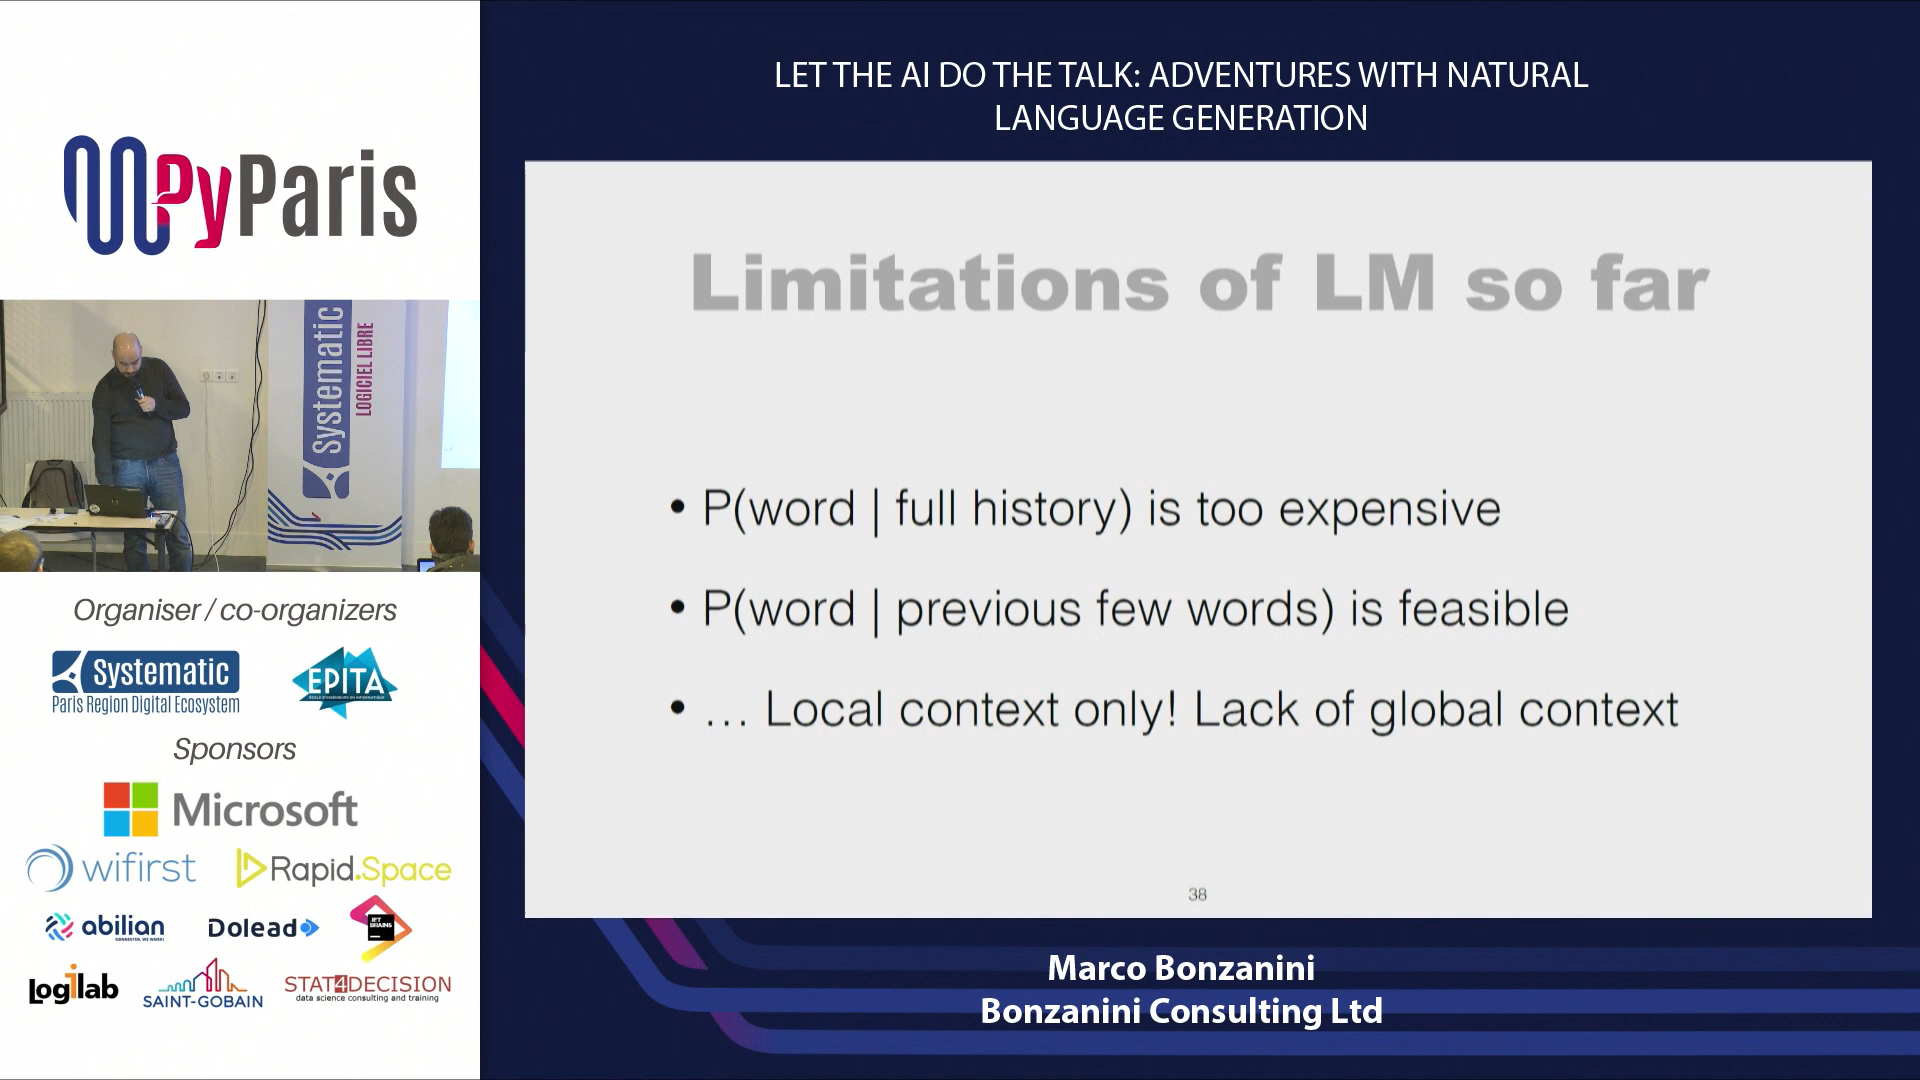 PyParis
Systematic
LOGICIEL LIBRE
Organiser / co-organizers
Systematic
Paris Region Digital Ecosystem
EPITA
Sponsors
Microsoft
wifirst
Rapid.Space
abilian
Dolead
JET
BRAINS
Logilab
SAINT-GOBAIN
STAT4DECISION
data science consulting and training
LET THE AI DO THE TALK: ADVENTURES WITH NATURAL
LANGUAGE GENERATION
Limitations of LM so far
• P(word | full history) is too expensive
• P(word | previous few words) is feasible
• … Local context only! Lack of global context
38
Marco Bonzanini
Bonzanini Consulting Ltd